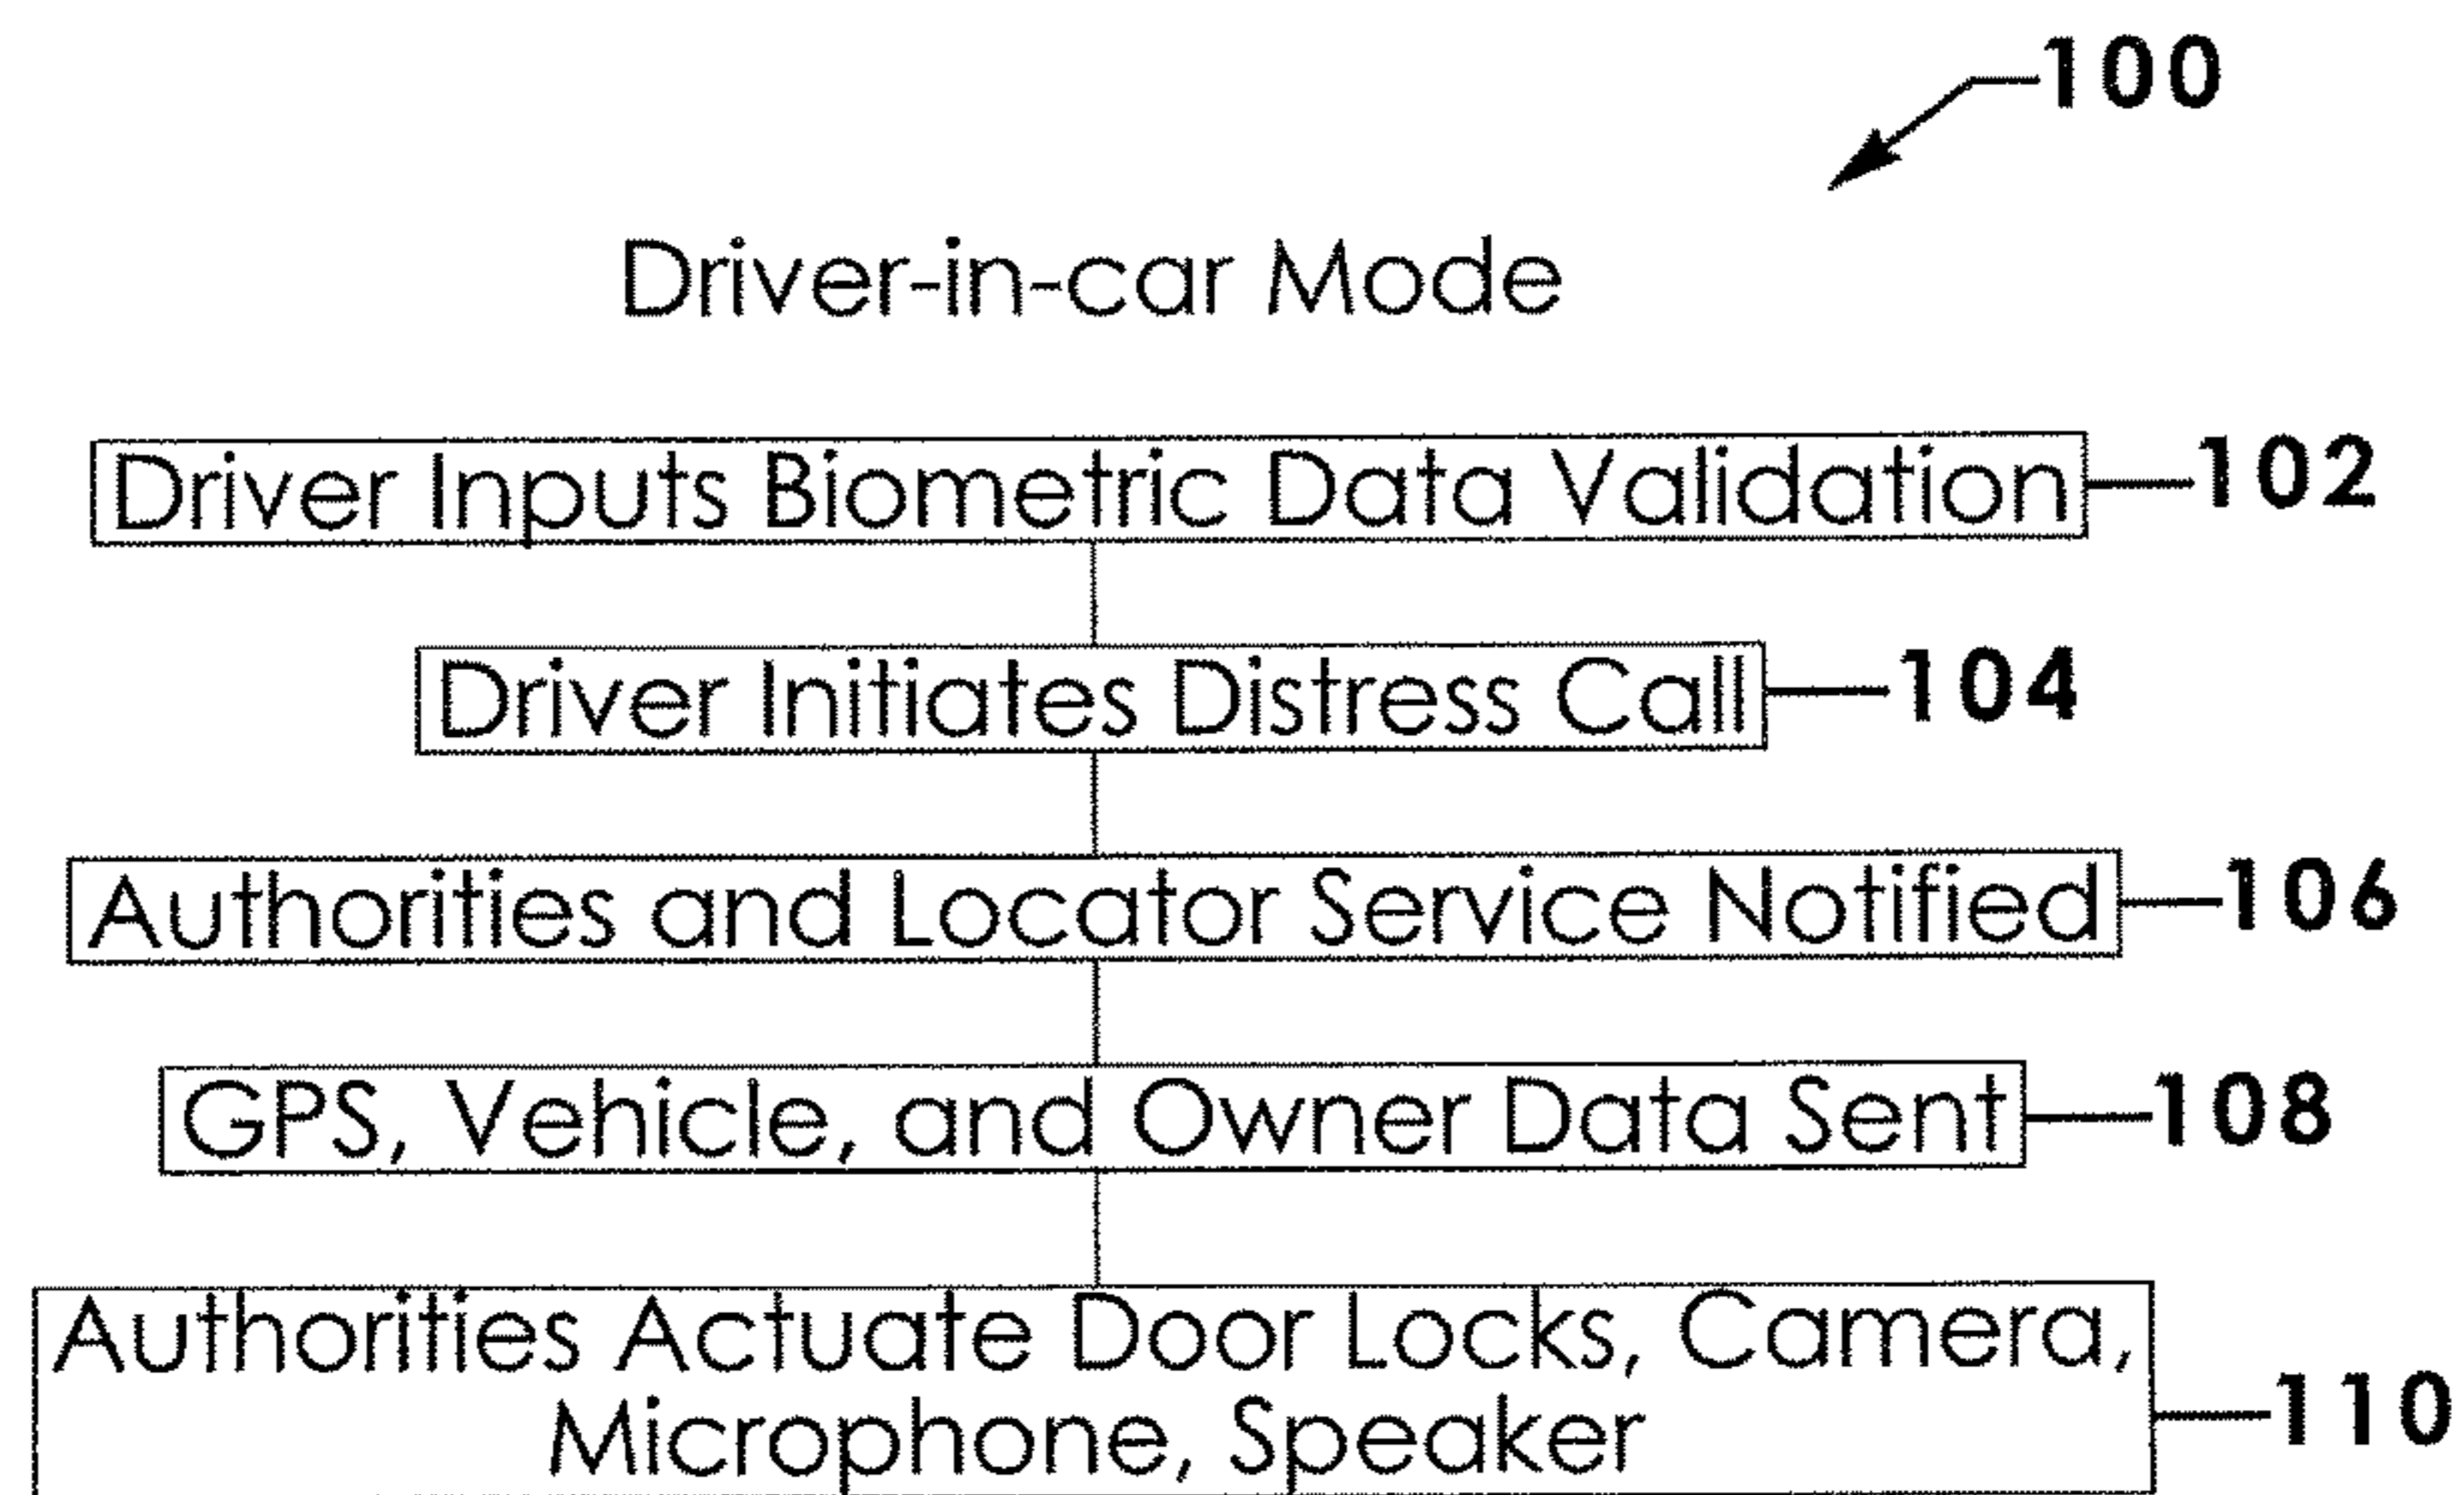 100
Driver-in-car Mode
Driver Inputs Biometric Data Validation 102
Driver Initiates Distress Call 104
Authorities and Locator Service Notified 106
GPS, Vehicle, and Owner Data Sent 108
Authorities Actuate Door Locks, Camera,
Microphone, Speaker 110